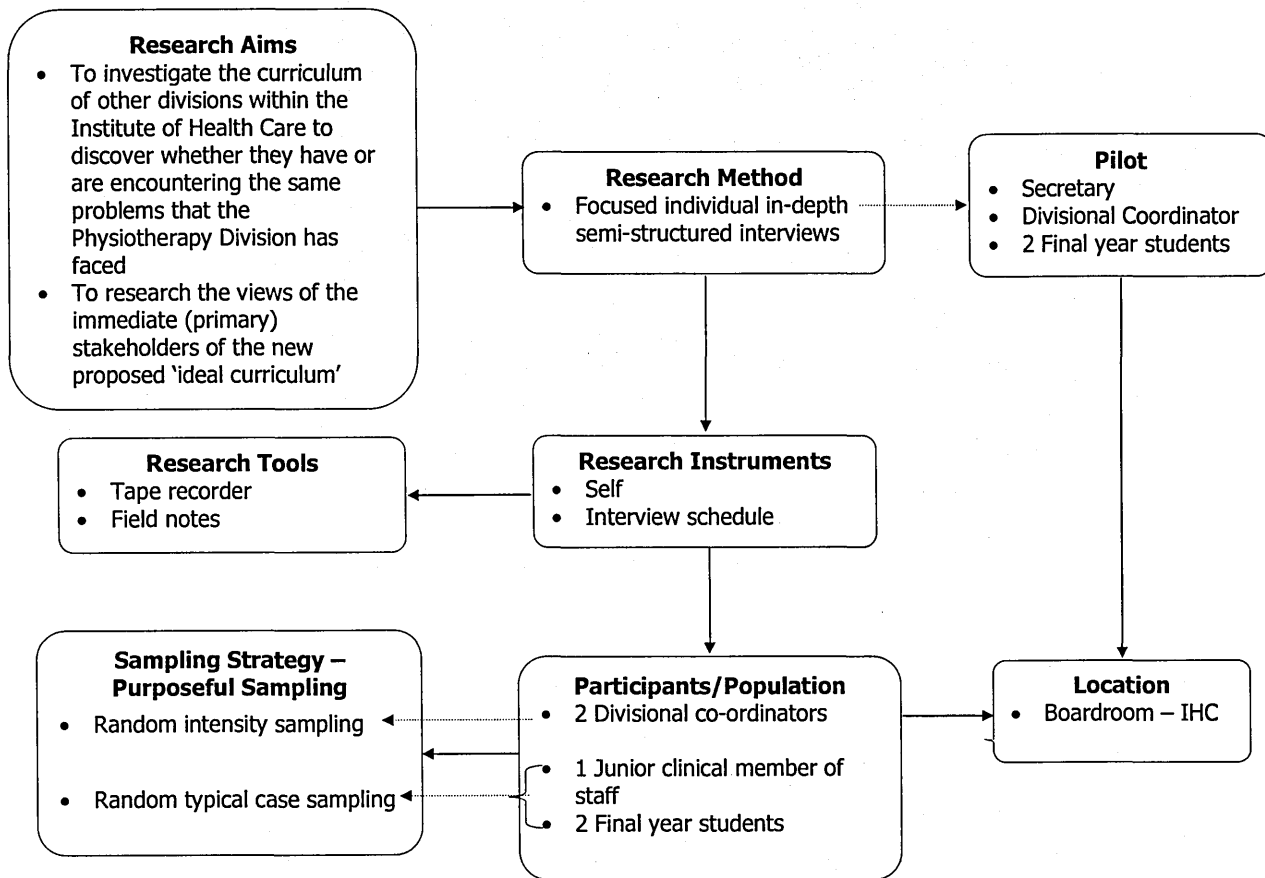 Research Aims
• To investigate the curriculum
of other divisions within the
Institute of Health Care to
discover whether they have or
are encountering the same
problems that the
Physiotherapy Division has
faced
• To research the views of the
immediate (primary)
stakeholders of the new
proposed ‘ideal curriculum’
Research Method
• Focused individual in-depth
semi-structured interviews
Pilot
• Secretary
• Divisional Coordinator
• 2 Final year students
Research Tools
• Tape recorder
• Field notes
Research Instruments
• Self
• Interview schedule
Sampling Strategy –
Purposeful Sampling
• Random intensity sampling
• Random typical case sampling
Participants/Population
• 2 Divisional co-ordinators
• 1 Junior clinical member of
staff
• 2 Final year students
Location
• Boardroom – IHC